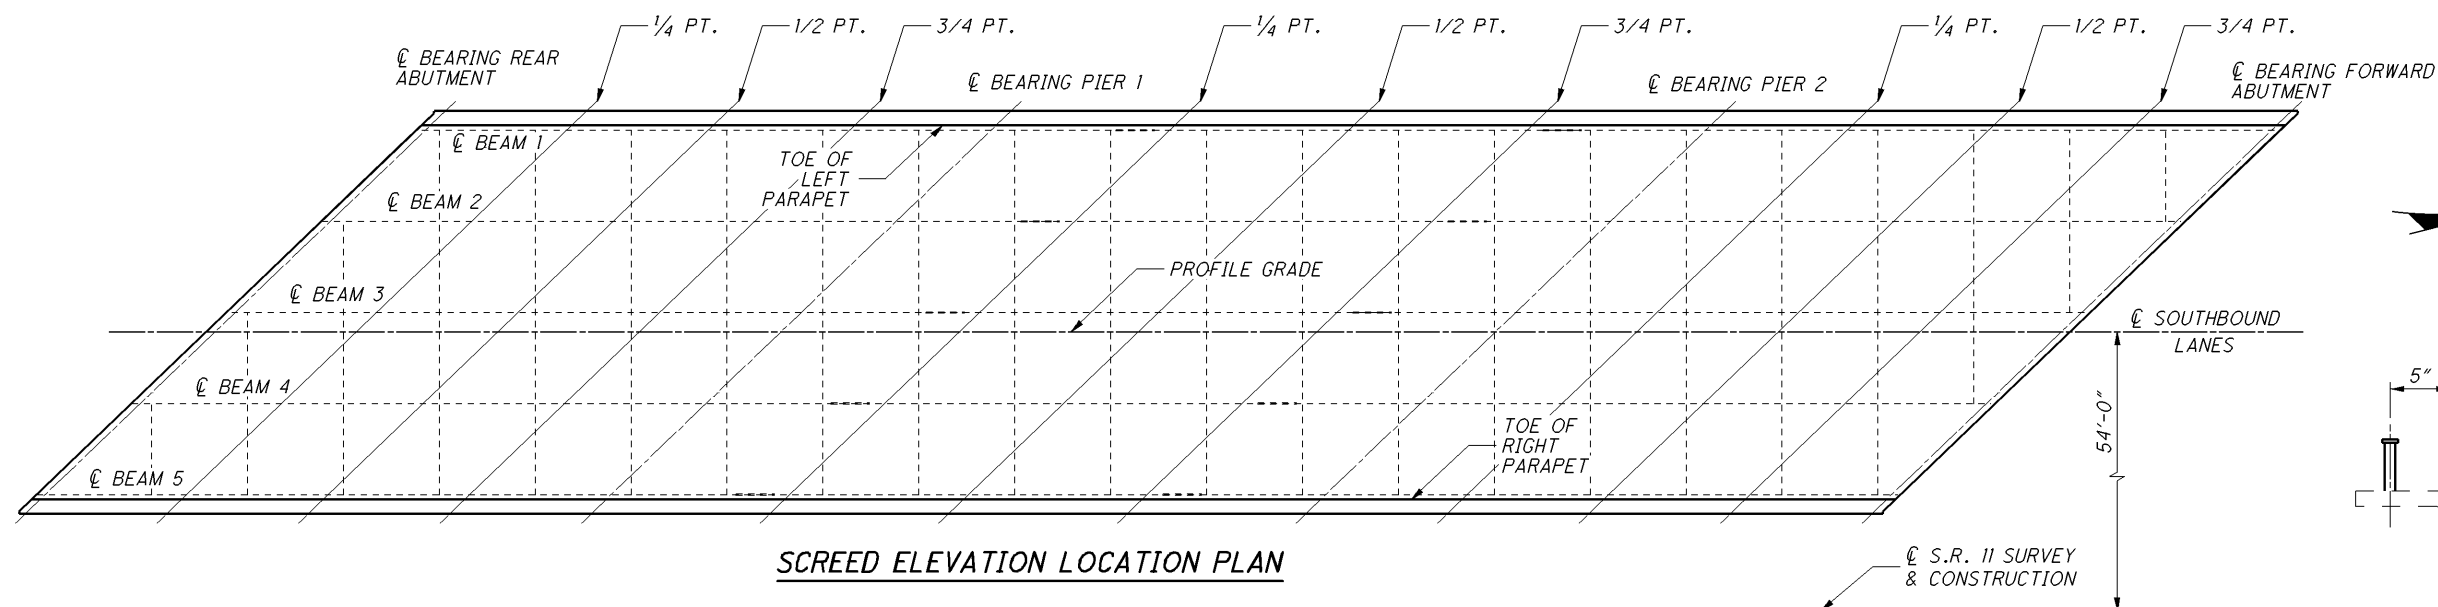 ¼ PT.
1/2 PT.
3/4 PT.
¼ PT.
1/2 PT.
3/4 PT.
¼ PT.
1/2 PT.
3/4 PT.
℄ BEARING REAR
ABUTMENT
℄ BEARING PIER 1
℄ BEARING PIER 2
℄ BEARING FORWARD
ABUTMENT
℄ BEAM 1
TOE OF
LEFT
PARAPET
℄ BEAM 2
PROFILE GRADE
℄ BEAM 3
℄ SOUTHBOUND
LANES
℄ BEAM 4
5"
54'-0"
TOE OF
RIGHT
PARAPET
℄ BEAM 5
SCREED ELEVATION LOCATION PLAN
℄ S.R. 11 SURVEY
& CONSTRUCTION